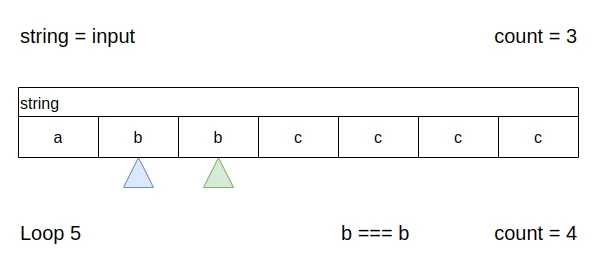 string = input count = 3
string
a b b c c c c
Loop 5 b === b count = 4